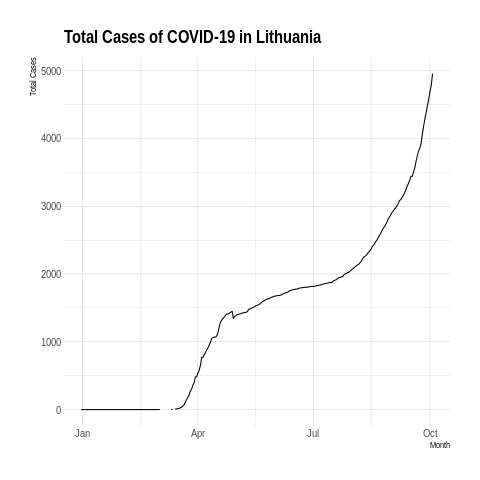 Total Cases of COVID-19 in Lithuania
Total Cases
5000
4000
3000
2000
1000
0
Jan Apr Jul Oct
Month